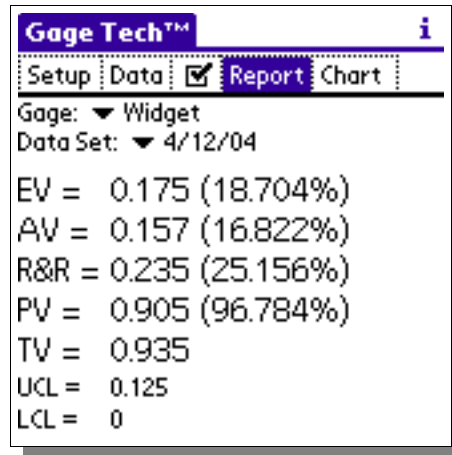 Gage Tech™ i
Setup Data Report Chart
Gage: Widget
Data Set: 4/12/04
EV = 0.175 (18.704%)
AV = 0.157 (16.822%)
R&R = 0.235 (25.156%)
PV = 0.905 (96.784%)
TV = 0.935
UCL = 0.125
LCL = 0